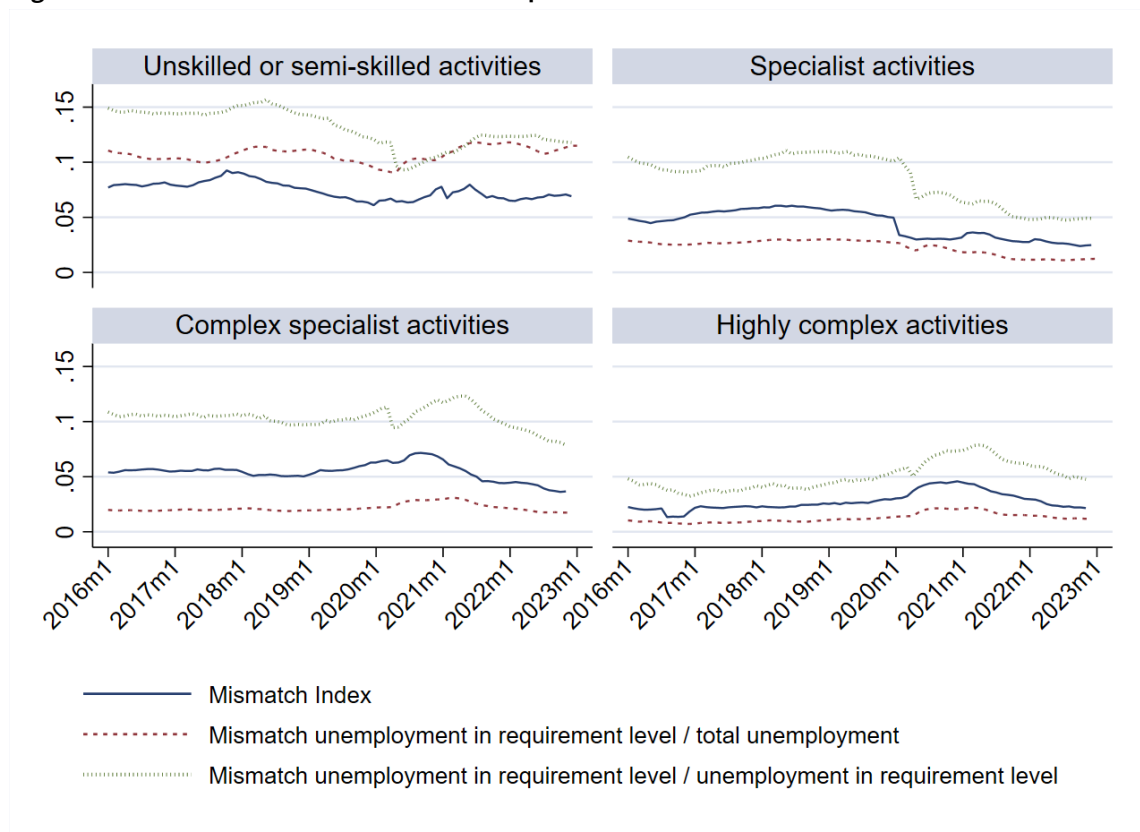 Unskilled or semi-skilled activities
Specialist activities
.15
.1
.05
0
Complex specialist activities
Highly complex activities
.15
.1
.05
0
2016m1
2017m1
2018m1
2019m1
2020m1
2021m1
2022m1
2023m1
2016m1
2017m1
2018m1
2019m1
2020m1
2021m1
2022m1
2023m1
Mismatch Index
Mismatch unemployment in requirement level / total unemployment
Mismatch unemployment in requirement level / unemployment in requirement level